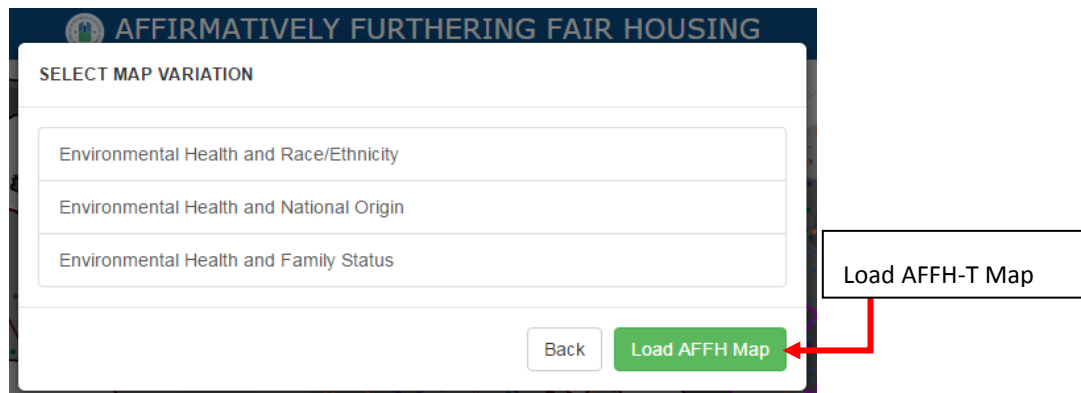 AFFIRMATIVELY FURTHERING FAIR HOUSING
SELECT MAP VARIATION
Environmental Health and Race/Ethnicity
Environmental Health and National Origin
Environmental Health and Family Status
Load AFFH-T Map
Back
Load AFFH Map